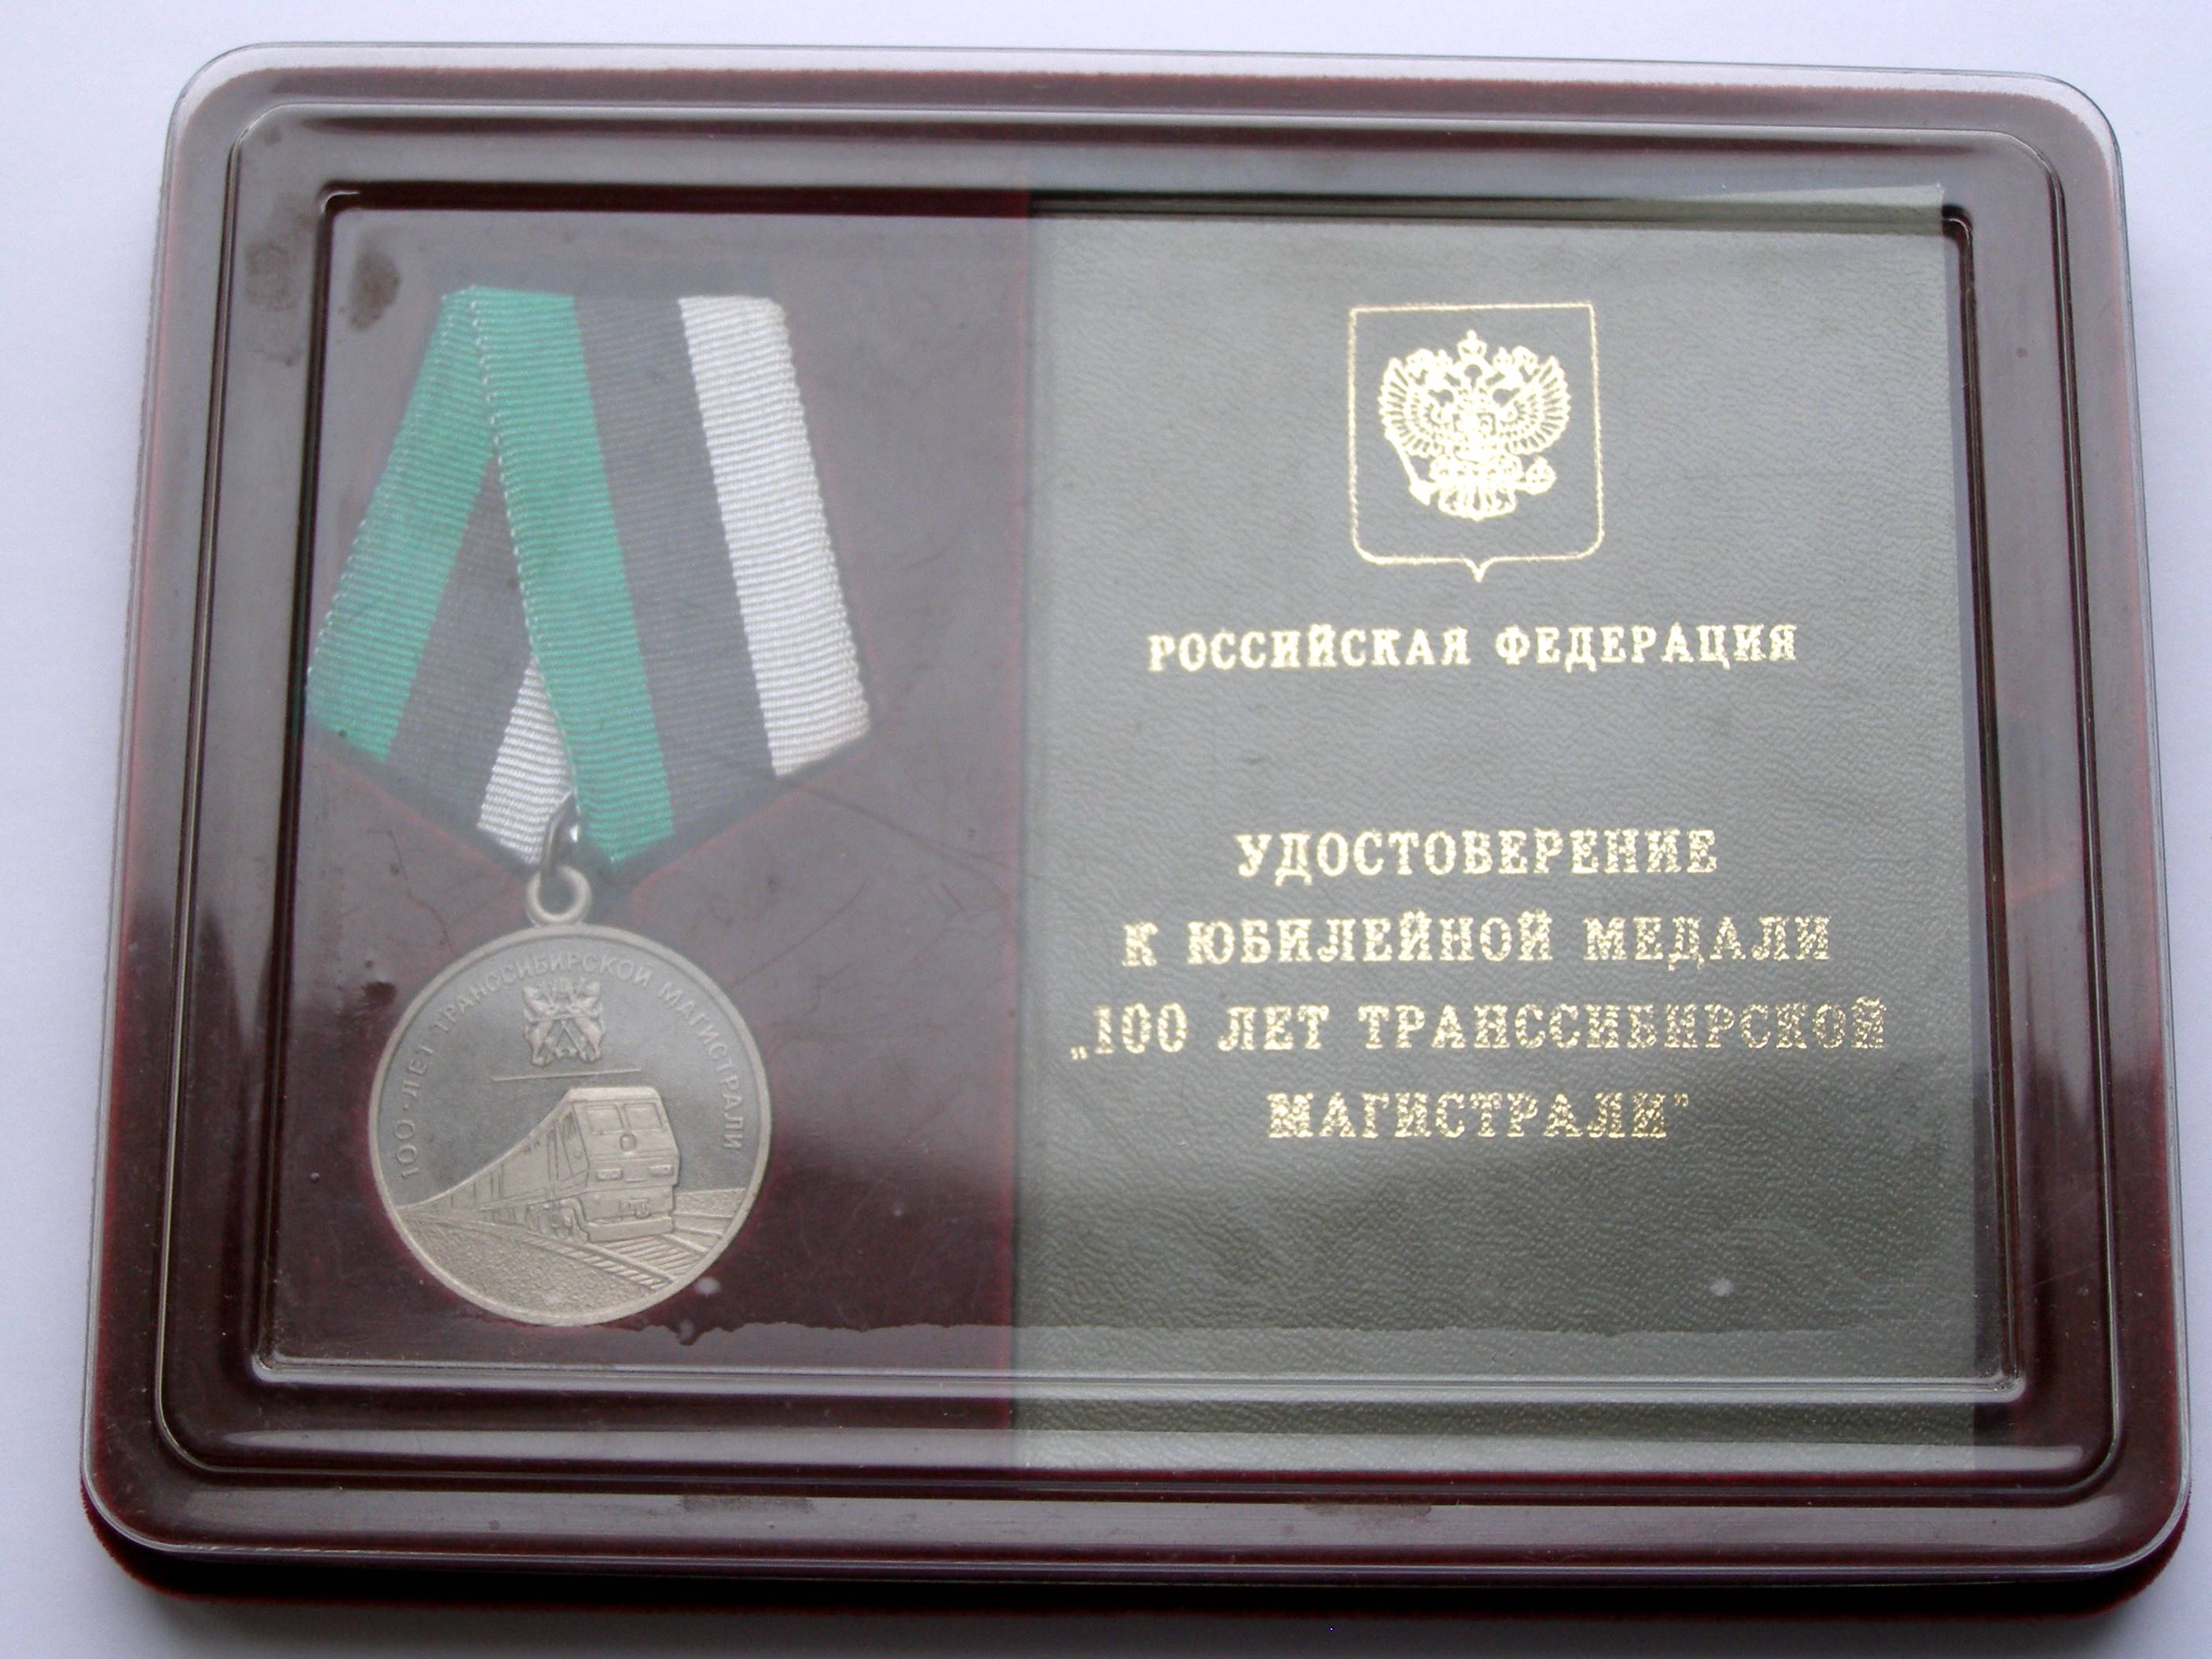 100 ЛЕТ ТРАНССИБИРСКОЙ МАГИСТРАЛИ
РОССИЙСКАЯ ФЕДЕРАЦИЯ
УДОСТОВЕРЕНИЕ
К ЮБИЛЕЙНОЙ МЕДАЛИ
„100 ЛЕТ ТРАНССИБИРСКОЙ
МАГИСТРАЛИ"